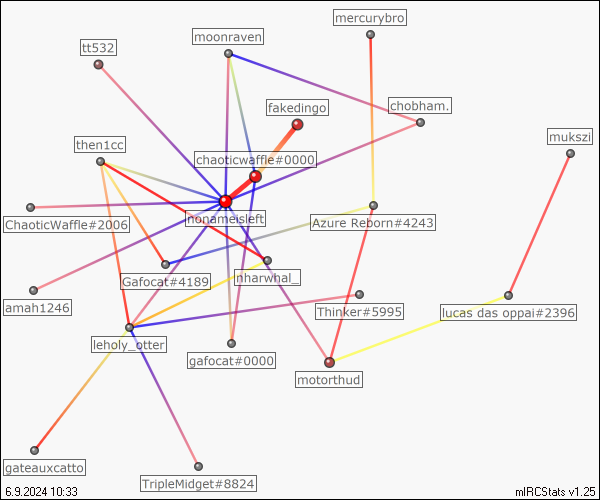 mercurybro
moonraven
tt532
chobham.
fakedingo
mukszi
then1cc
chaoticwaffle#0000
ChaoticWaffle#2006
nonameisleft
Azure Reborn#4243
Gafocat#4189
nharwhal_
amah1246
Thinker#5995
lucas das oppai#2396
leholy_otter
gafocat#0000
motorthud
gateauxcatto
TripleMidget#8824
6.9.2024 10:33
mIRCStats v1.25